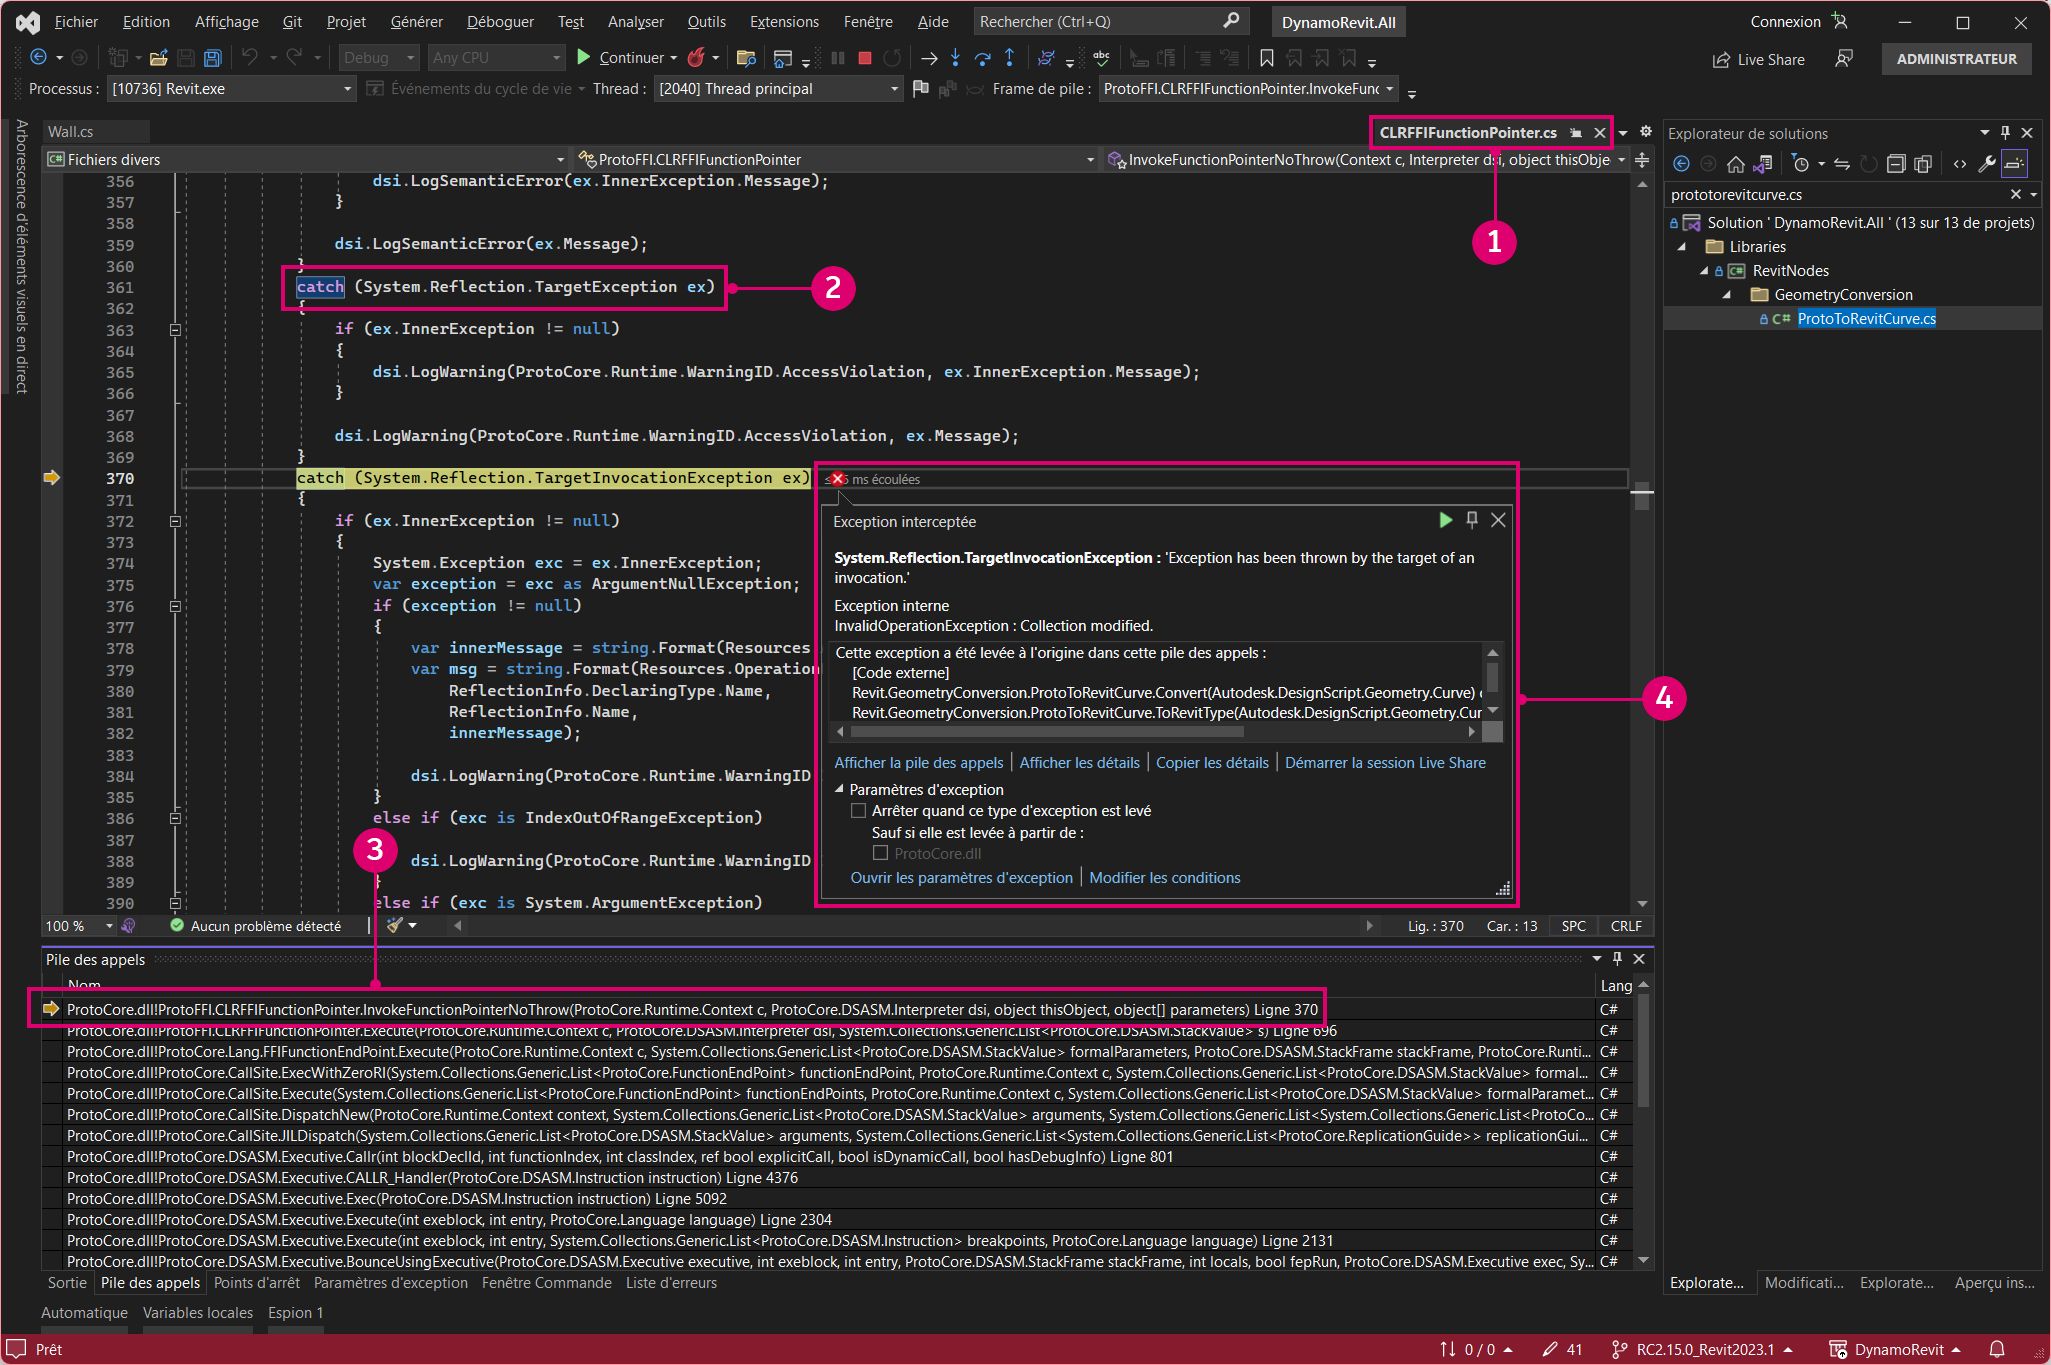 Fichier Edition Affichage Git Projet Générer Déboguer Test Analyser Outils Extensions Fenêtre Aide Rechercher (Ctrl+Q) DynamoRevit.All Connexion
Debug Any CPU Continuer Live Share ADMINISTRATEUR
Processus : [10736] Revit.exe Événements du cycle de vie Thread : [2040] Thread principal Frame de pile : ProtoFFI.CLRFFIFunctionPointer.InvokeFunc
Arborescence d'éléments visuels en direct
Wall.cs CLRFFIFunctionPointer.cs
Fichiers divers ProtoFFI.CLRFFIFunctionPointer InvokeFunctionPointerNoThrow(Context c, Interpreter dsi, object thisObje
356 dsi.LogSemanticError(ex.InnerException.Message);
357 }
358
359 dsi.LogSemanticError(ex.Message);
360 }
361 catch (System.Reflection.TargetException ex)
362 {
363 if (ex.InnerException != null)
364 {
365 dsi.LogWarning(ProtoCore.Runtime.WarningID.AccessViolation, ex.InnerException.Message);
366 }
367
368 dsi.LogWarning(ProtoCore.Runtime.WarningID.AccessViolation, ex.Message);
369 }
370 catch (System.Reflection.TargetInvocationException ex) ms écoulées
371 {
372 if (ex.InnerException != null)
373 {
374 System.Exception exc = ex.InnerException;
375 var exception = exc as ArgumentNullException;
376 if (exception != null)
377 {
378 var innerMessage = string.Format(Resources
379 var msg = string.Format(Resources.Operation
380 ReflectionInfo.DeclaringType.Name,
381 ReflectionInfo.Name,
382 innerMessage);
383
384 dsi.LogWarning(ProtoCore.Runtime.WarningID
385 }
386 else if (exc is IndexOutOfRangeException)
387
388 dsi.LogWarning(ProtoCore.Runtime.WarningID
389 }
390 else if (exc is System.ArgumentException)
1
2
3
4
Exception interceptée
System.Reflection.TargetInvocationException : 'Exception has been thrown by the target of an
invocation.'
Exception interne
InvalidOperationException : Collection modified.
Cette exception a été levée à l'origine dans cette pile des appels :
[Code externe]
Revit.GeometryConversion.ProtoToRevitCurve.Convert(Autodesk.DesignScript.Geometry.Curve)
Revit.GeometryConversion.ProtoToRevitCurve.ToRevitType(Autodesk.DesignScript.Geometry.Cur
Afficher la pile des appels | Afficher les détails | Copier les détails | Démarrer la session Live Share
Paramètres d'exception
Arrêter quand ce type d'exception est levé
Sauf si elle est levée à partir de :
ProtoCore.dll
Ouvrir les paramètres d'exception | Modifier les conditions
100 % Aucun problème détecté Lig. : 370 Car. : 13 SPC CRLF
Explorateur de solutions
prototorevitcurve.cs
Solution ' DynamoRevit.All ' (13 sur 13 de projets)
Libraries
RevitNodes
GeometryConversion
ProtoToRevitCurve.cs
Pile des appels
Nom Lang
ProtoCore.dll!ProtoFFI.CLRFFIFunctionPointer.InvokeFunctionPointerNoThrow(ProtoCore.Runtime.Context c, ProtoCore.DSASM.Interpreter dsi, object thisObject, object[] parameters) Ligne 370
ProtoCore.dll!ProtoFFI.CLRFFIFunctionPointer.Execute(ProtoCore.Runtime.Context c, ProtoCore.DSASM.Interpreter dsi, System.Collections.Generic.List<ProtoCore.DSASM.StackValue> s) Ligne 696 C#
ProtoCore.dll!ProtoCore.Lang.FFIFunctionEndPoint.Execute(ProtoCore.Runtime.Context c, System.Collections.Generic.List<ProtoCore.DSASM.StackValue> formalParameters, ProtoCore.DSASM.StackFrame stackFrame, ProtoCore.Runti... C#
ProtoCore.dll!ProtoCore.CallSite.ExecWithZeroRI(System.Collections.Generic.List<ProtoCore.FunctionEndPoint> functionEndPoint, ProtoCore.Runtime.Context c, System.Collections.Generic.List<ProtoCore.DSASM.StackValue> formal... C#
ProtoCore.dll!ProtoCore.CallSite.Execute(System.Collections.Generic.List<ProtoCore.FunctionEndPoint> functionEndPoints, ProtoCore.Runtime.Context c, System.Collections.Generic.List<ProtoCore.DSASM.StackValue> formalParamet... C#
ProtoCore.dll!ProtoCore.CallSite.DispatchNew(ProtoCore.Runtime.Context context, System.Collections.Generic.List<ProtoCore.DSASM.StackValue> arguments, System.Collections.Generic.List<System.Collections.Generic.List<ProtoCo... C#
ProtoCore.dll!ProtoCore.CallSite.JILDispatch(System.Collections.Generic.List<ProtoCore.DSASM.StackValue> arguments, System.Collections.Generic.List<System.Collections.Generic.List<ProtoCore.ReplicationGuide>> replicationGui... C#
ProtoCore.dll!ProtoCore.DSASM.Executive.Callr(int blockDeclId, int functionIndex, int classIndex, ref bool explicitCall, bool isDynamicCall, bool hasDebugInfo) Ligne 801 C#
ProtoCore.dll!ProtoCore.DSASM.Executive.CALLR_Handler(ProtoCore.DSASM.Instruction instruction) Ligne 4376 C#
ProtoCore.dll!ProtoCore.DSASM.Executive.Exec(ProtoCore.DSASM.Instruction instruction) Ligne 5092 C#
ProtoCore.dll!ProtoCore.DSASM.Executive.Execute(int exeblock, int entry, ProtoCore.Language language) Ligne 2304 C#
ProtoCore.dll!ProtoCore.DSASM.Executive.Execute(int exeblock, int entry, System.Collections.Generic.List<ProtoCore.DSASM.Instruction> breakpoints, ProtoCore.Language language) Ligne 2131 C#
ProtoCore.dll!ProtoCore.DSASM.Executive.BounceUsingExecutive(ProtoCore.DSASM.Executive executive, int exeblock, int entry, ProtoCore.DSASM.StackFrame stackFrame, int locals, bool fepRun, ProtoCore.DSASM.Executive exec, Sy... C#
Sortie Pile des appels Points d'arrêt Paramètres d'exception Fenêtre Commande Liste d'erreurs Explorate... Modificati... Explorate... Aperçu ins...
Automatique Variables locales Espion 1
Prêt 0 / 0 41 RC2.15.0_Revit2023.1 DynamoRevit